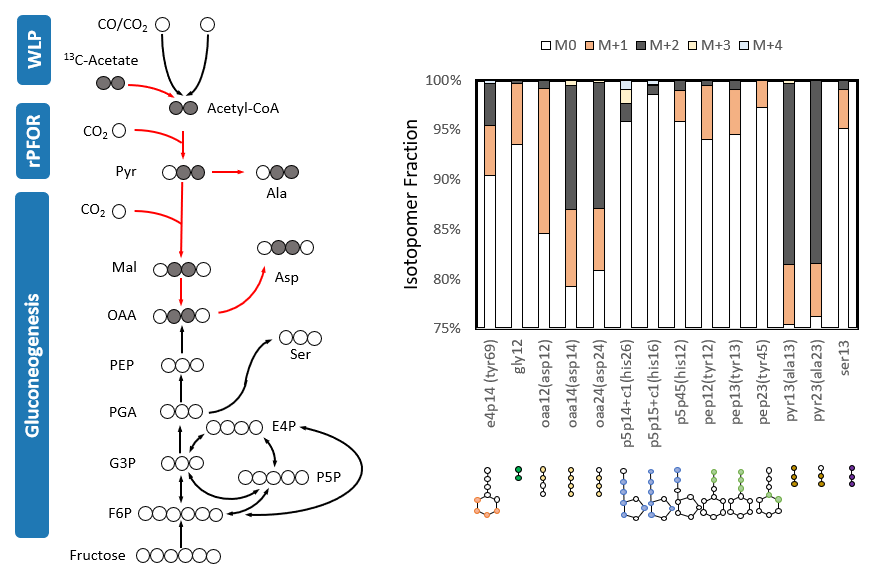 WLP
rPFOR
Gluconeogenesis
CO/CO₂
¹³C-Acetate
Acetyl-CoA
CO₂
Pyr
Ala
CO₂
Mal
Asp
OAA
Ser
PEP
PGA
E4P
G3P
P5P
F6P
Fructose
M0 M+1 M+2 M+3 M+4
Isotopomer Fraction
100%
95%
90%
85%
80%
75%
e4p14 (tyr69)
gly12
oaa12(asp12)
oaa14(asp14)
oaa24(asp24)
p5p14+c1(his26)
p5p15+c1(his16)
p5p45(his12)
pep12(tyr12)
pep13(tyr13)
pep23(tyr45)
pyr13(ala13)
pyr23(ala23)
ser13